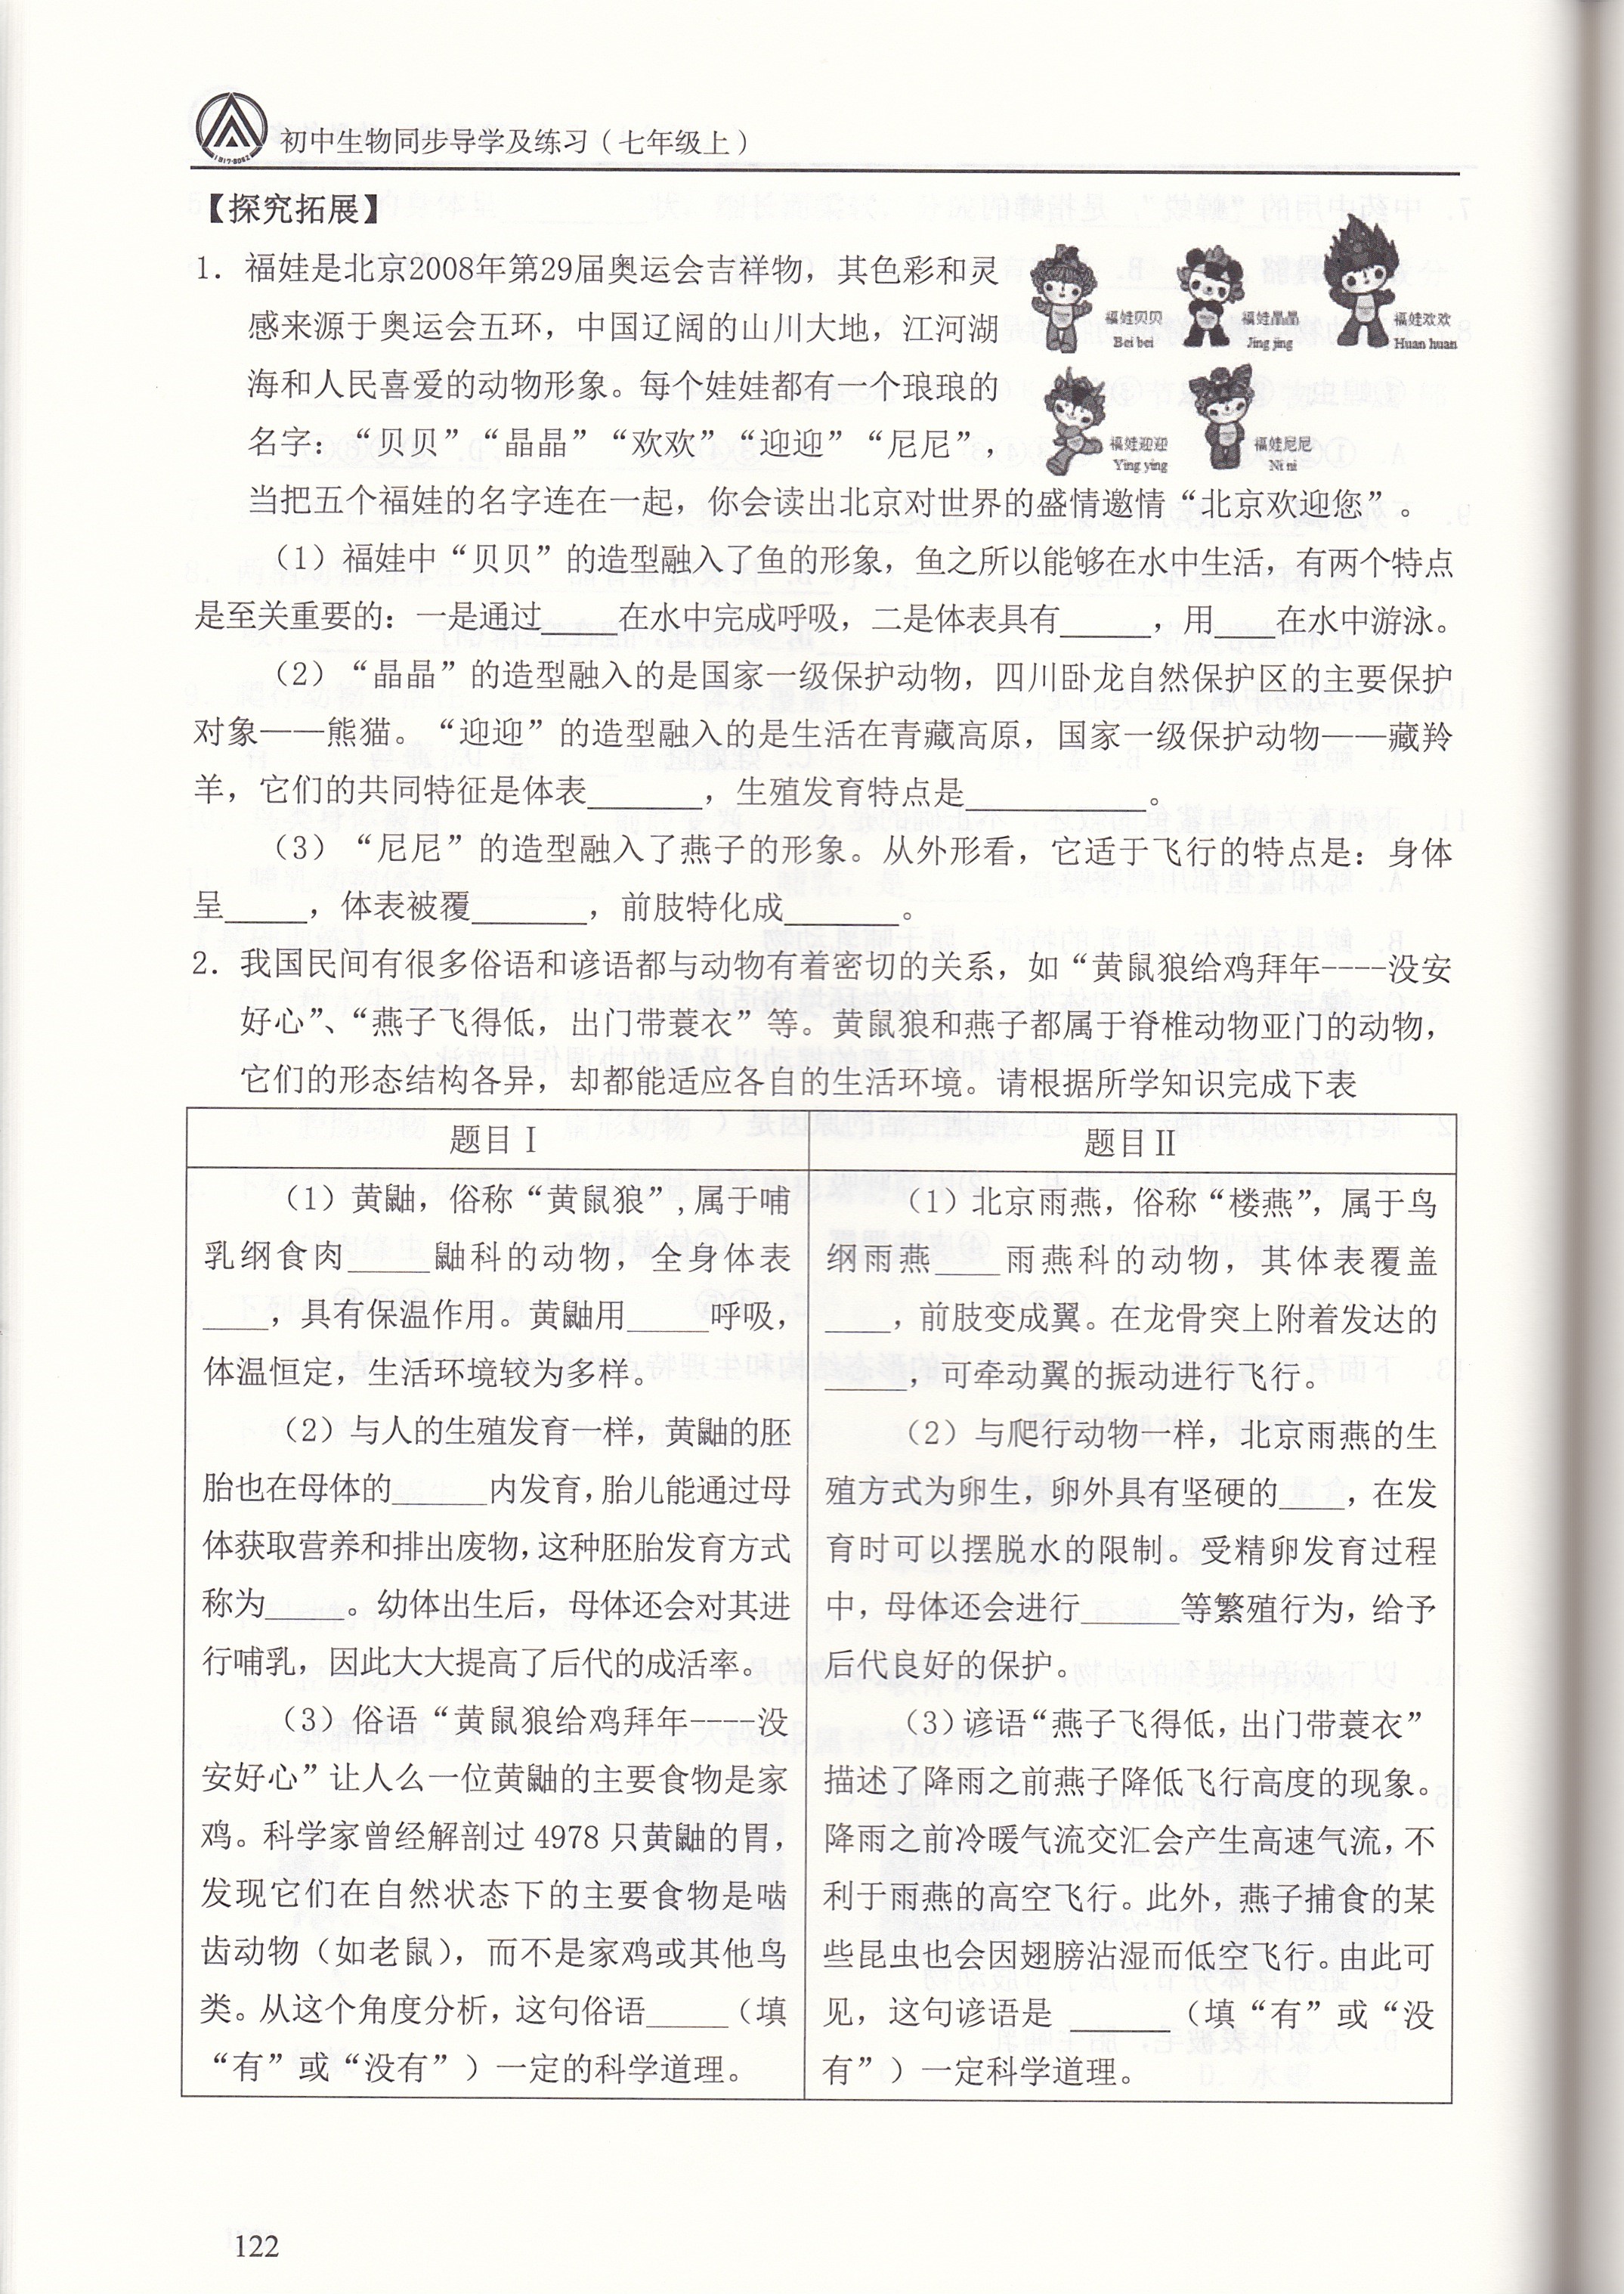 1917-2002
初中生物同步导学及练习（七年级上）
【探究拓展】
1. 福娃是北京2008年第29届奥运会吉祥物，其色彩和灵
感来源于奥运会五环，中国辽阔的山川大地，江河湖
海和人民喜爱的动物形象。每个娃娃都有一个琅琅的
名字：“贝贝”“晶晶”“欢欢”“迎迎”“尼尼”，
福娃贝贝
Bei bei
福娃晶晶
Jing jing
福娃欢欢
Huan huan
福娃迎迎
Ying ying
福娃尼尼
Ni ni
当把五个福娃的名字连在一起，你会读出北京对世界的盛情邀情“北京欢迎您”。
（1）福娃中“贝贝”的造型融入了鱼的形象，鱼之所以能够在水中生活，有两个特点
是至关重要的：一是通过____在水中完成呼吸，二是体表具有_____，用___在水中游泳。
（2）“晶晶”的造型融入的是国家一级保护动物，四川卧龙自然保护区的主要保护
对象——熊猫。“迎迎”的造型融入的是生活在青藏高原，国家一级保护动物——藏羚
羊，它们的共同特征是体表______，生殖发育特点是__________。
（3）“尼尼”的造型融入了燕子的形象。从外形看，它适于飞行的特点是：身体
呈____，体表被覆______，前肢特化成______。
2. 我国民间有很多俗语和谚语都与动物有着密切的关系，如“黄鼠狼给鸡拜年----没安
好心”、“燕子飞得低，出门带蓑衣”等。黄鼠狼和燕子都属于脊椎动物亚门的动物，
它们的形态结构各异，却都能适应各自的生活环境。请根据所学知识完成下表
题目Ⅰ
（1）黄鼬，俗称“黄鼠狼”，属于哺
乳纲食肉____鼬科的动物，全身体表
___，具有保温作用。黄鼬用____呼吸，
体温恒定，生活环境较为多样。
（2）与人的生殖发育一样，黄鼬的胚
胎也在母体的_____内发育，胎儿能通过母
体获取营养和排出废物，这种胚胎发育方式
称为____。幼体出生后，母体还会对其进
行哺乳，因此大大提高了后代的成活率。
（3）俗语“黄鼠狼给鸡拜年----没
安好心”让人么一位黄鼬的主要食物是家
鸡。科学家曾经解剖过 4978 只黄鼬的胃，
发现它们在自然状态下的主要食物是啮
齿动物（如老鼠），而不是家鸡或其他鸟
类。从这个角度分析，这句俗语____（填
“有”或“没有”）一定的科学道理。
题目Ⅱ
（1）北京雨燕，俗称“楼燕”，属于鸟
纲雨燕___雨燕科的动物，其体表覆盖
___，前肢变成翼。在龙骨突上附着发达的
____，可牵动翼的振动进行飞行。
（2）与爬行动物一样，北京雨燕的生
殖方式为卵生，卵外具有坚硬的___，在发
育时可以摆脱水的限制。受精卵发育过程
中，母体还会进行_____等繁殖行为，给予
后代良好的保护。
（3）谚语“燕子飞得低，出门带蓑衣”
描述了降雨之前燕子降低飞行高度的现象。
降雨之前冷暖气流交汇会产生高速气流，不
利于雨燕的高空飞行。此外，燕子捕食的某
些昆虫也会因翅膀沾湿而低空飞行。由此可
见，这句谚语是 _____（填“有”或“没
有”）一定科学道理。
122